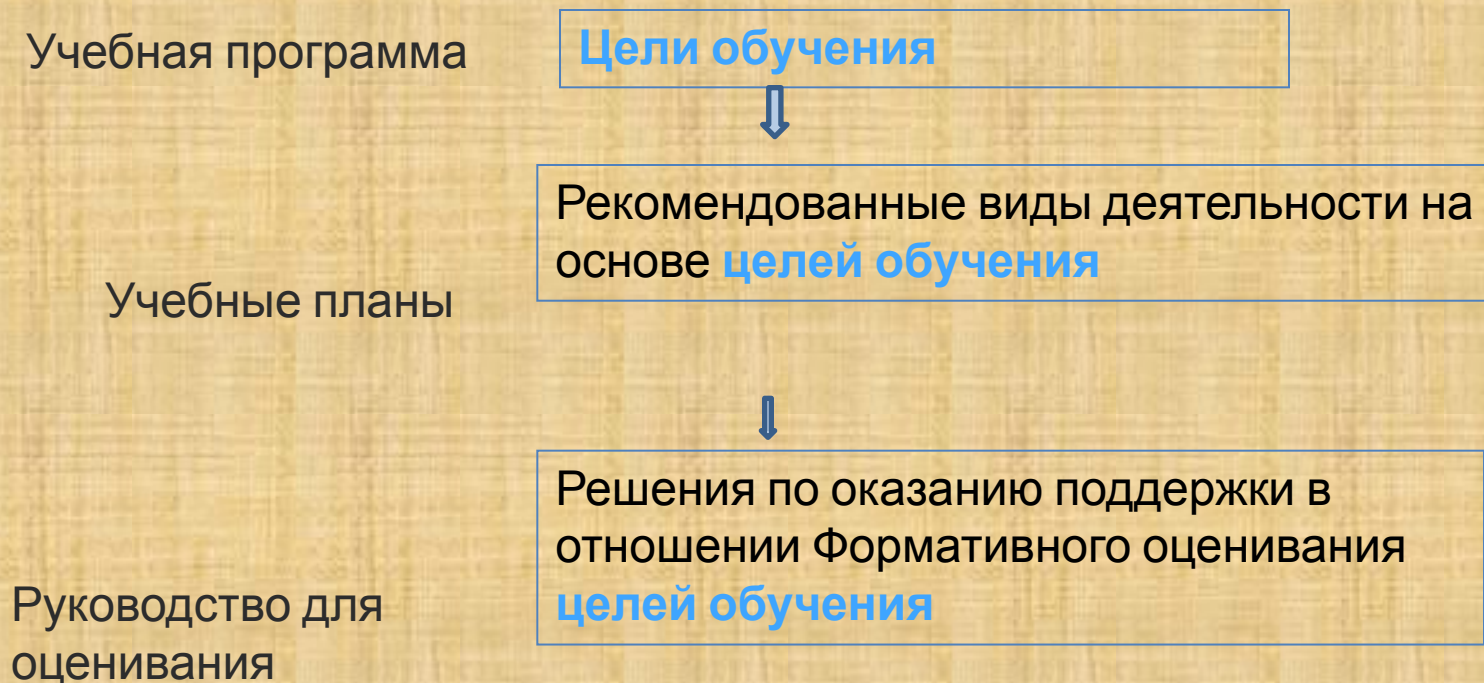 Учебная программа
Цели обучения
Рекомендованные виды деятельности на
основе целей обучения
Учебные планы
Решения по оказанию поддержки в
отношении Формативного оценивания
целей обучения
Руководство для
оценивания